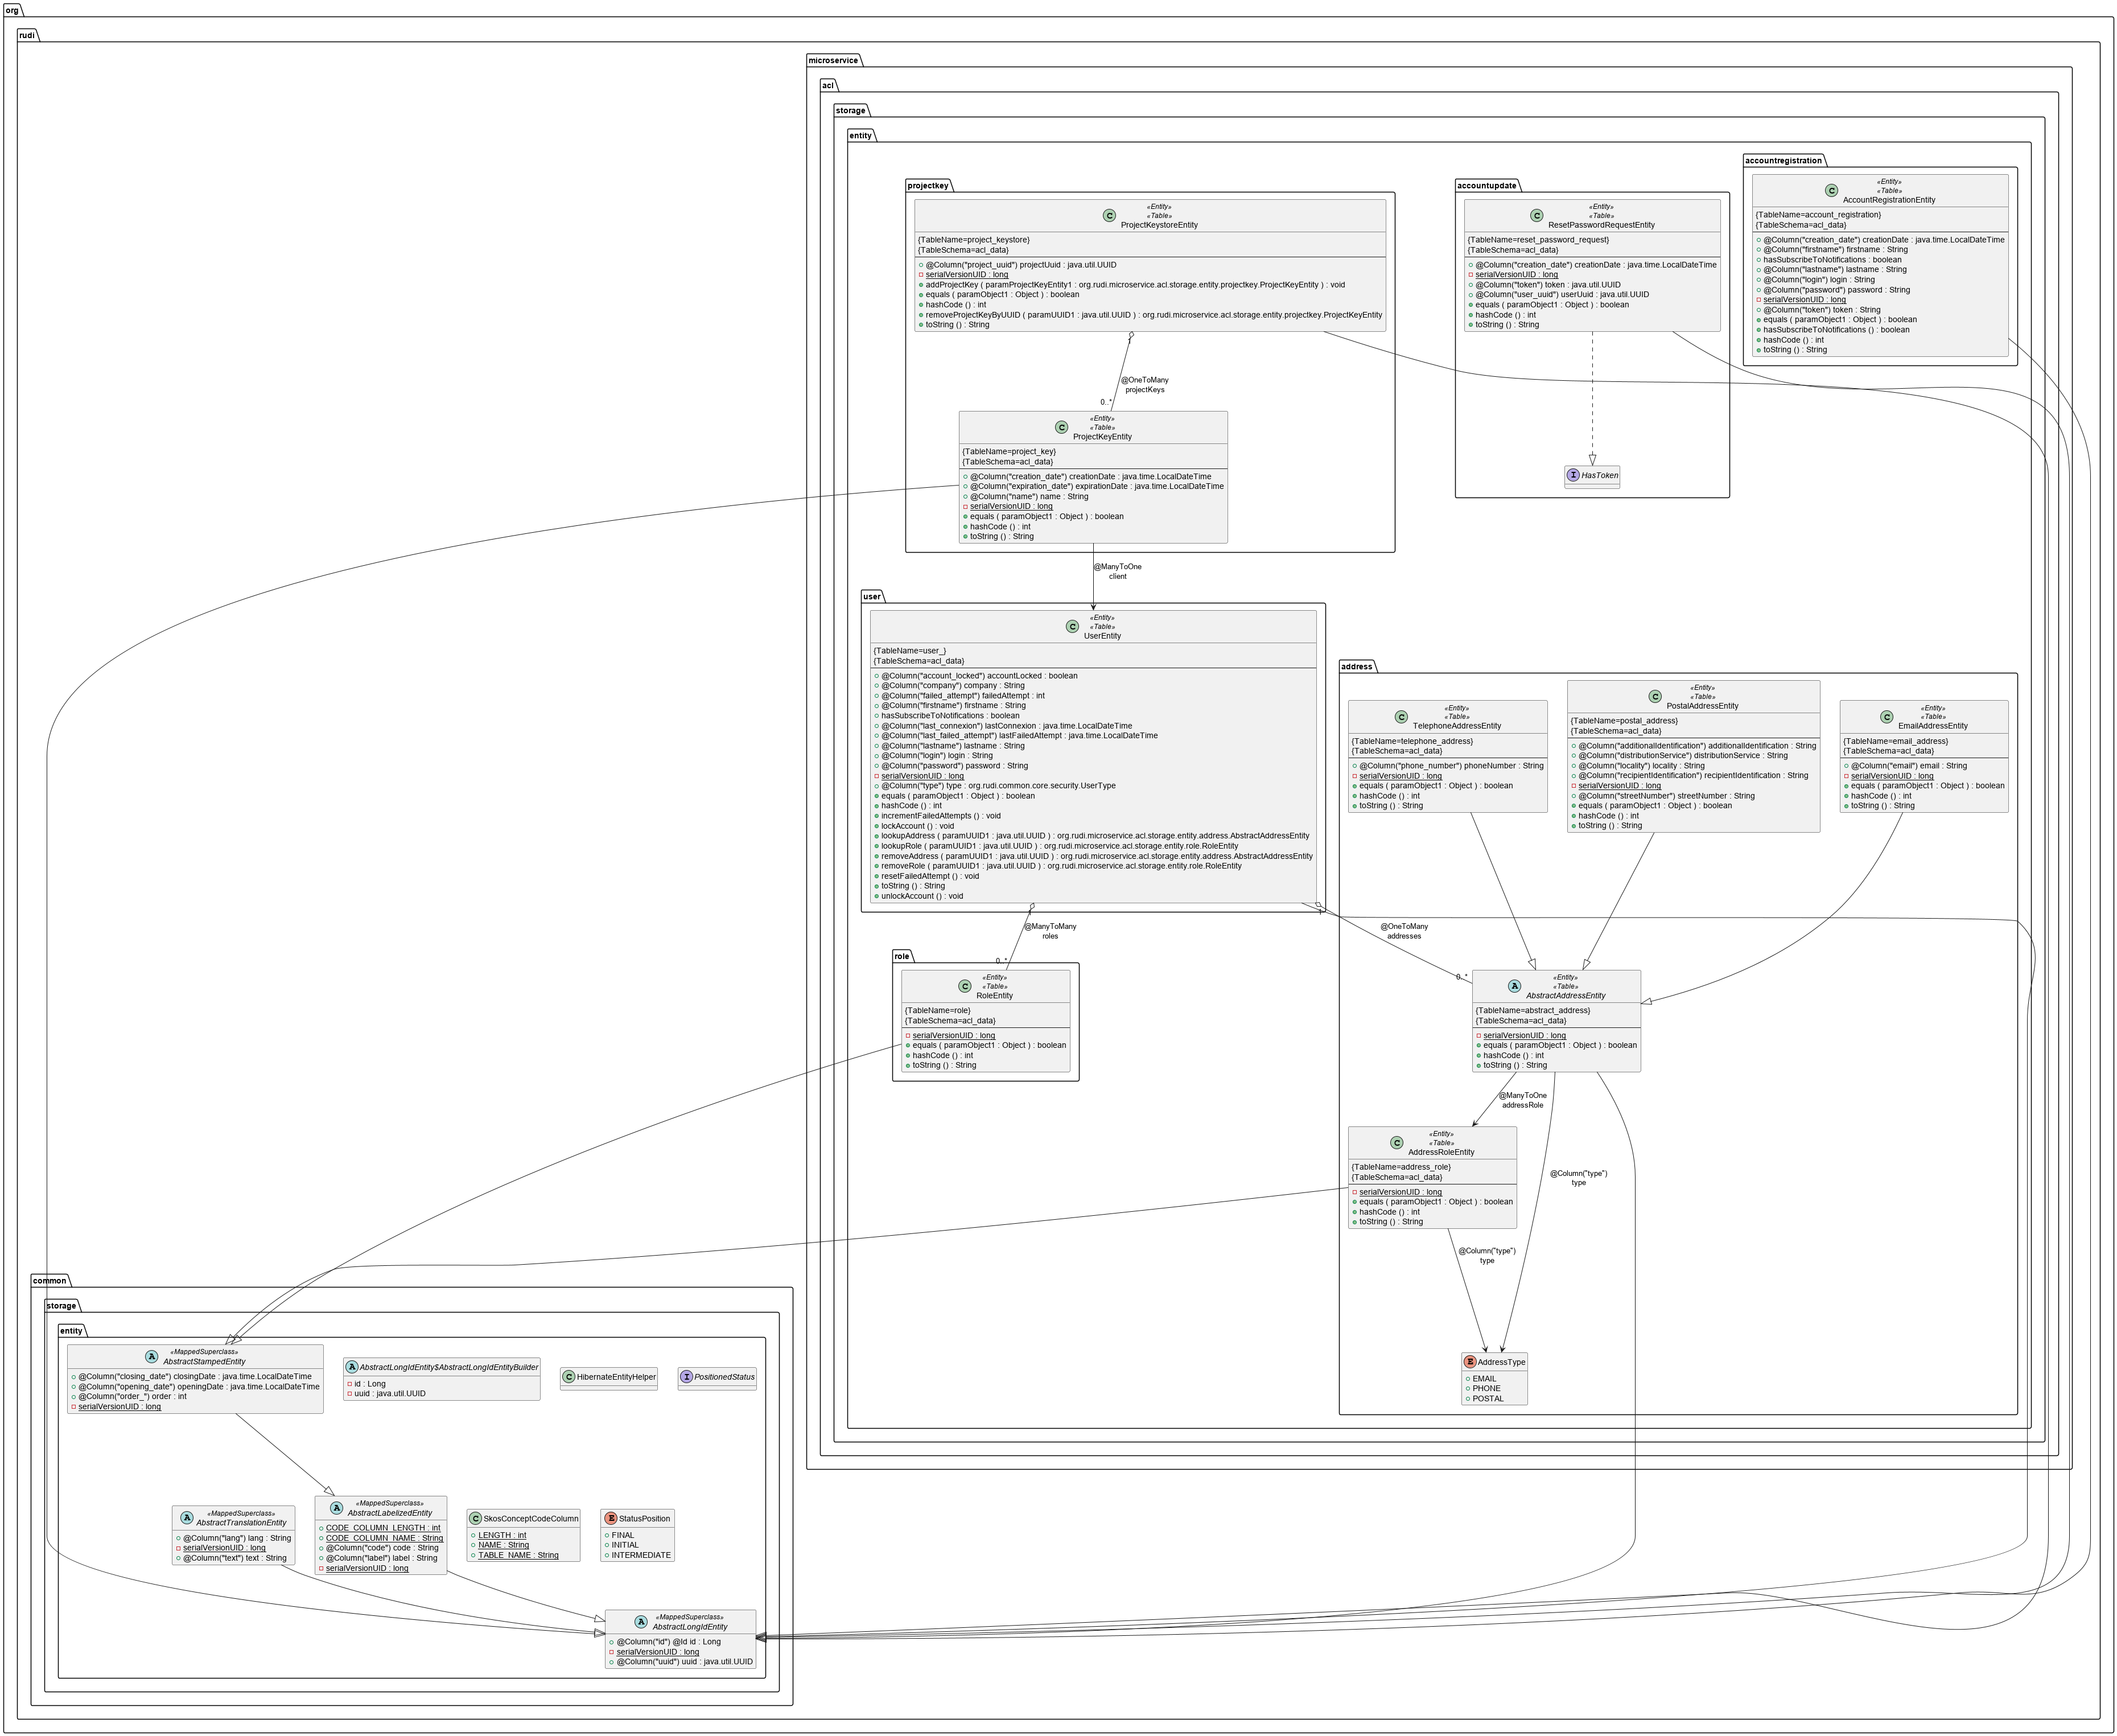 org
rudi
microservice
acl
storage
entity
projectkey
«Entity»
«Table»
ProjectKeystoreEntity
{TableName=project_keystore}
{TableSchema=acl_data}
@Column("project_uuid") projectUuid : java.util.UUID
serialVersionUID : long
addProjectKey ( paramProjectKeyEntity1 : org.rudi.microservice.acl.storage.entity.projectkey.ProjectKeyEntity ) : void
equals ( paramObject1 : Object ) : boolean
hashCode () : int
removeProjectKeyByUUID ( paramUUID1 : java.util.UUID ) : org.rudi.microservice.acl.storage.entity.projectkey.ProjectKeyEntity
toString () : String
1
@OneToMany
projectKeys
0..*
«Entity»
«Table»
ProjectKeyEntity
{TableName=project_key}
{TableSchema=acl_data}
@Column("creation_date") creationDate : java.time.LocalDateTime
@Column("expiration_date") expirationDate : java.time.LocalDateTime
@Column("name") name : String
serialVersionUID : long
equals ( paramObject1 : Object ) : boolean
hashCode () : int
toString () : String
@ManyToOne
client
accountupdate
«Entity»
«Table»
ResetPasswordRequestEntity
{TableName=reset_password_request}
{TableSchema=acl_data}
@Column("creation_date") creationDate : java.time.LocalDateTime
serialVersionUID : long
@Column("token") token : java.util.UUID
@Column("user_uuid") userUuid : java.util.UUID
equals ( paramObject1 : Object ) : boolean
hashCode () : int
toString () : String
HasToken
accountregistration
«Entity»
«Table»
AccountRegistrationEntity
{TableName=account_registration}
{TableSchema=acl_data}
@Column("creation_date") creationDate : java.time.LocalDateTime
@Column("firstname") firstname : String
hasSubscribeToNotifications : boolean
@Column("lastname") lastname : String
@Column("login") login : String
@Column("password") password : String
serialVersionUID : long
@Column("token") token : String
equals ( paramObject1 : Object ) : boolean
hasSubscribeToNotifications () : boolean
hashCode () : int
toString () : String
user
«Entity»
«Table»
UserEntity
{TableName=user_}
{TableSchema=acl_data}
@Column("account_locked") accountLocked : boolean
@Column("company") company : String
@Column("failed_attempt") failedAttempt : int
@Column("firstname") firstname : String
hasSubscribeToNotifications : boolean
@Column("last_connexion") lastConnexion : java.time.LocalDateTime
@Column("last_failed_attempt") lastFailedAttempt : java.time.LocalDateTime
@Column("lastname") lastname : String
@Column("login") login : String
@Column("password") password : String
serialVersionUID : long
@Column("type") type : org.rudi.common.core.security.UserType
equals ( paramObject1 : Object ) : boolean
hashCode () : int
incrementFailedAttempts () : void
lockAccount () : void
lookupAddress ( paramUUID1 : java.util.UUID ) : org.rudi.microservice.acl.storage.entity.address.AbstractAddressEntity
lookupRole ( paramUUID1 : java.util.UUID ) : org.rudi.microservice.acl.storage.entity.role.RoleEntity
removeAddress ( paramUUID1 : java.util.UUID ) : org.rudi.microservice.acl.storage.entity.address.AbstractAddressEntity
removeRole ( paramUUID1 : java.util.UUID ) : org.rudi.microservice.acl.storage.entity.role.RoleEntity
resetFailedAttempt () : void
toString () : String
unlockAccount () : void
1
@ManyToMany
roles
0..*
1
@OneToMany
addresses
0..*
role
«Entity»
«Table»
RoleEntity
{TableName=role}
{TableSchema=acl_data}
serialVersionUID : long
equals ( paramObject1 : Object ) : boolean
hashCode () : int
toString () : String
address
«Entity»
«Table»
TelephoneAddressEntity
{TableName=telephone_address}
{TableSchema=acl_data}
@Column("phone_number") phoneNumber : String
serialVersionUID : long
equals ( paramObject1 : Object ) : boolean
hashCode () : int
toString () : String
«Entity»
«Table»
PostalAddressEntity
{TableName=postal_address}
{TableSchema=acl_data}
@Column("additionalIdentification") additionalIdentification : String
@Column("distributionService") distributionService : String
@Column("locality") locality : String
@Column("recipientIdentification") recipientIdentification : String
serialVersionUID : long
@Column("streetNumber") streetNumber : String
equals ( paramObject1 : Object ) : boolean
hashCode () : int
toString () : String
«Entity»
«Table»
EmailAddressEntity
{TableName=email_address}
{TableSchema=acl_data}
@Column("email") email : String
serialVersionUID : long
equals ( paramObject1 : Object ) : boolean
hashCode () : int
toString () : String
«Entity»
«Table»
AbstractAddressEntity
{TableName=abstract_address}
{TableSchema=acl_data}
serialVersionUID : long
equals ( paramObject1 : Object ) : boolean
hashCode () : int
toString () : String
@ManyToOne
addressRole
«Entity»
«Table»
AddressRoleEntity
{TableName=address_role}
{TableSchema=acl_data}
serialVersionUID : long
equals ( paramObject1 : Object ) : boolean
hashCode () : int
toString () : String
@Column("type")
type
@Column("type")
type
AddressType
EMAIL
PHONE
POSTAL
common
storage
entity
«MappedSuperclass»
AbstractStampedEntity
@Column("closing_date") closingDate : java.time.LocalDateTime
@Column("opening_date") openingDate : java.time.LocalDateTime
@Column("order_") order : int
serialVersionUID : long
AbstractLongIdEntity$AbstractLongIdEntityBuilder
id : Long
uuid : java.util.UUID
HibernateEntityHelper
PositionedStatus
«MappedSuperclass»
AbstractTranslationEntity
@Column("lang") lang : String
serialVersionUID : long
@Column("text") text : String
«MappedSuperclass»
AbstractLabelizedEntity
CODE_COLUMN_LENGTH : int
CODE_COLUMN_NAME : String
@Column("code") code : String
@Column("label") label : String
serialVersionUID : long
SkosConceptCodeColumn
LENGTH : int
NAME : String
TABLE_NAME : String
StatusPosition
FINAL
INITIAL
INTERMEDIATE
«MappedSuperclass»
AbstractLongIdEntity
@Column("id") @Id id : Long
serialVersionUID : long
@Column("uuid") uuid : java.util.UUID